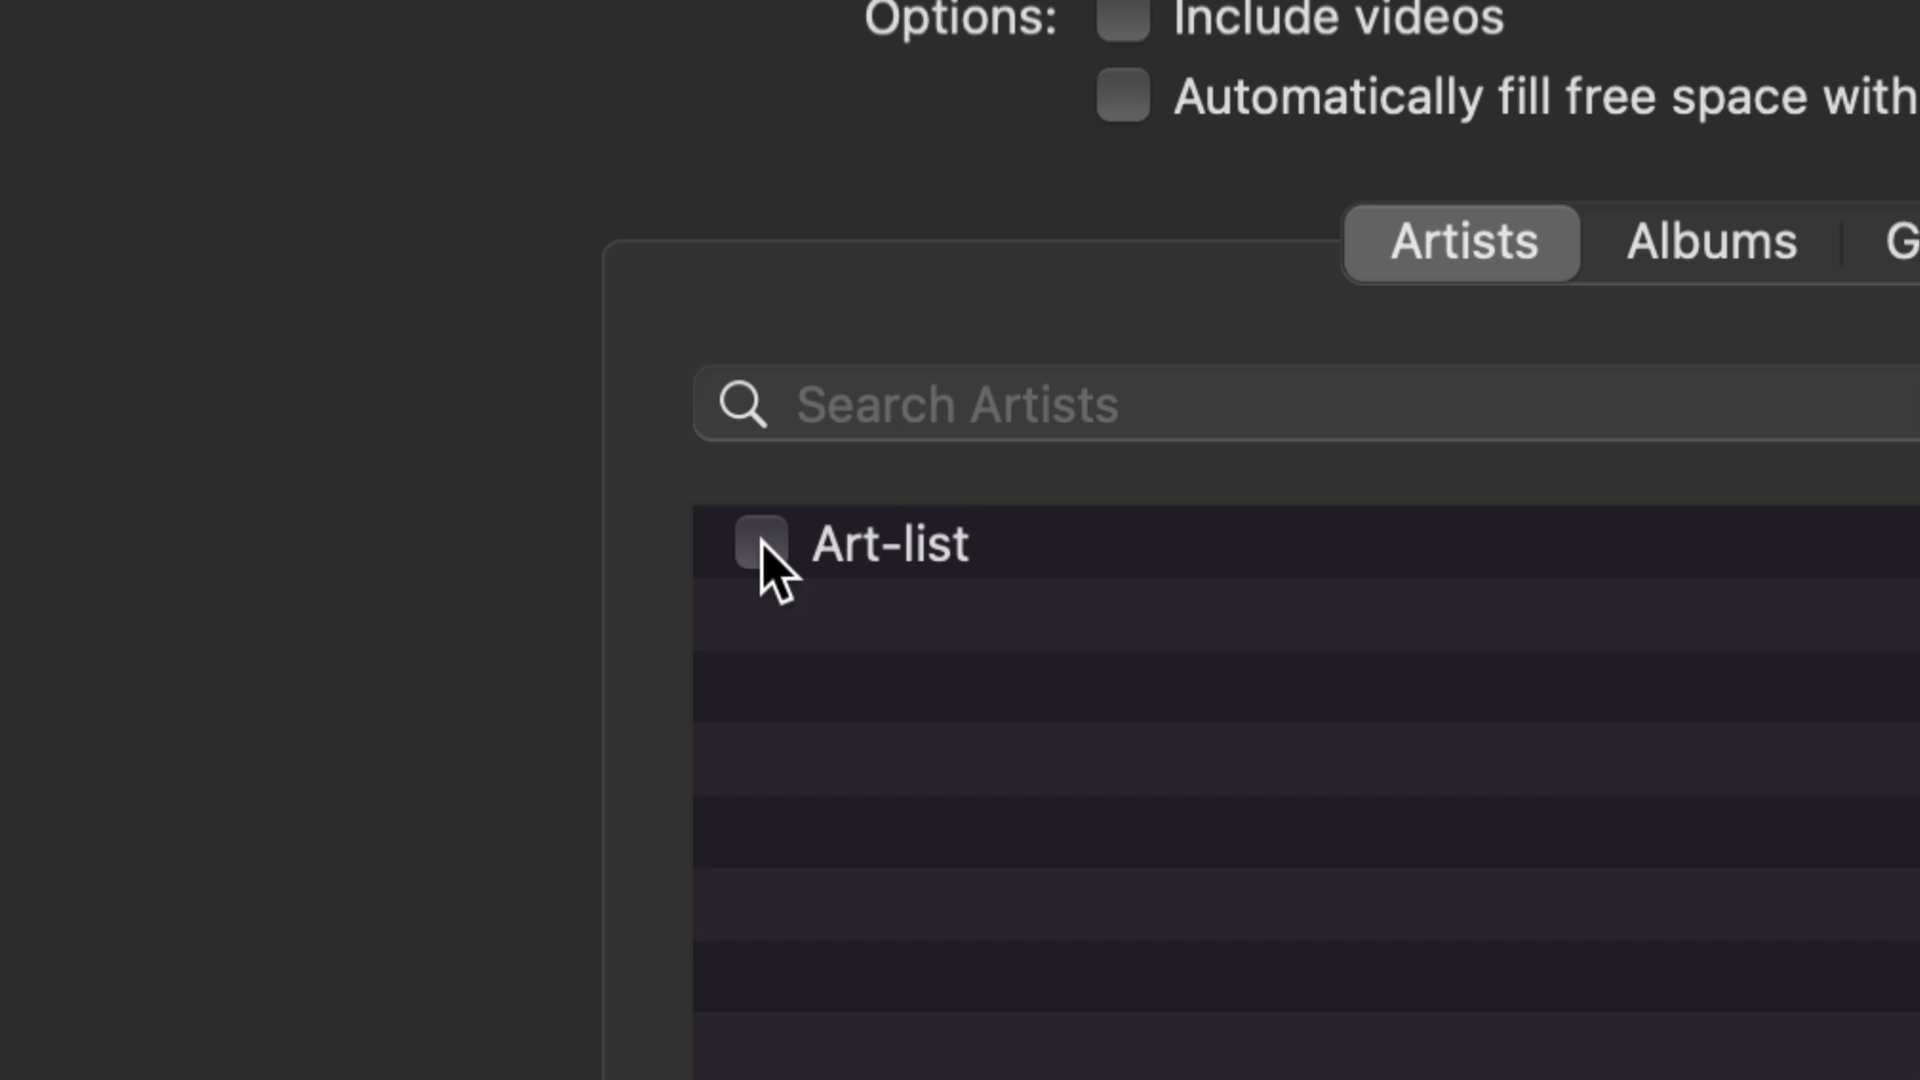 Options: Include videos
Automatically fill free space with
Artists Albums G
Search Artists
Art-list